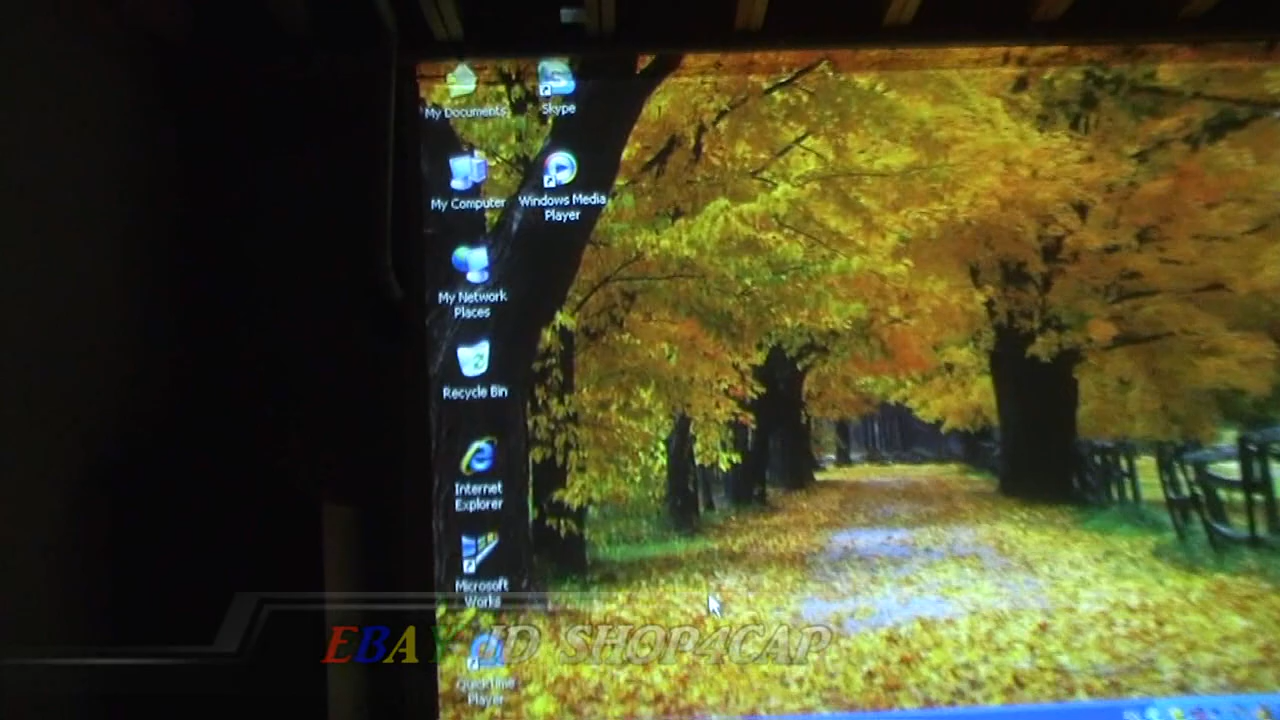 My Documents
Skype
My Computer
Windows Media
Player
My Network
Places
Recycle Bin
Internet
Explorer
Microsoft
Works
EBAY ID SHOP4CAP
QuickTime
Player